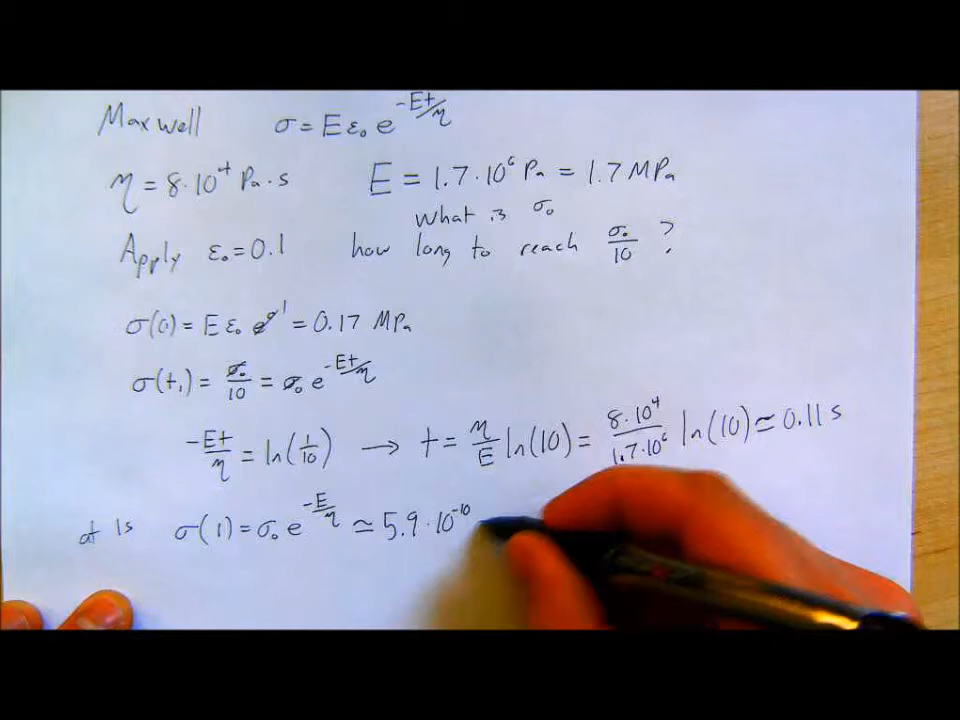 Maxwell σ = E ε₀ e^(-Et/η)
η = 8·10⁴ Pa·s E = 1.7·10⁶ Pa = 1.7 MPa
What is σ₀
Apply ε₀ = 0.1 how long to reach σ₀/10 ?
σ(0) = E ε₀ e⁰ ¹ = 0.17 MPa
σ(t₁) = σ₀/10 = σ₀ e^(-Et/η)
-Et/η = ln(1/10) → t = η/E ln(10) = 8·10⁴/1.7·10⁶ ln(10) ≃ 0.11 s
at 1s σ(1) = σ₀ e^(-E/η) ≃ 5.9·10⁻¹⁰